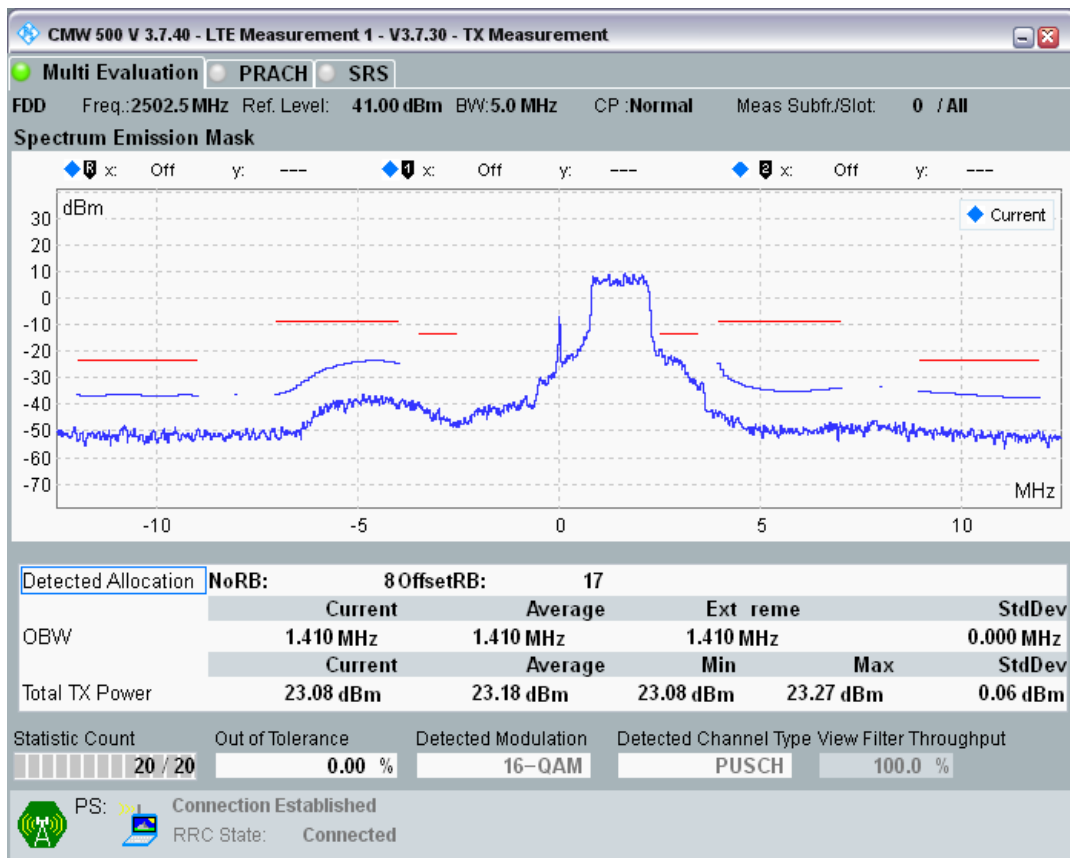 CMW 500 V 3.7.40 - LTE Measurement 1 - V3.7.30 - TX Measurement
Multi Evaluation PRACH SRS
FDD Freq.:2502.5 MHz Ref. Level: 41.00 dBm BW:5.0 MHz CP :Normal Meas Subfr./Slot: 0 / All
Spectrum Emission Mask
R x: Off y: --- 1 x: Off y: --- 2 x: Off y: ---
dBm
Current
30
20
10
0
-10
-20
-30
-40
-50
-60
-70
MHz
-10 -5 0 5 10
Detected Allocation NoRB: 8 OffsetRB: 17
Current Average Ext reme StdDev
OBW 1.410 MHz 1.410 MHz 1.410 MHz 0.000 MHz
Current Average Min Max StdDev
Total TX Power 23.08 dBm 23.18 dBm 23.08 dBm 23.27 dBm 0.06 dBm
Statistic Count Out of Tolerance Detected Modulation Detected Channel Type View Filter Throughput
20 / 20 0.00 % 16-QAM PUSCH 100.0 %
PS: Connection Established
RRC State: Connected